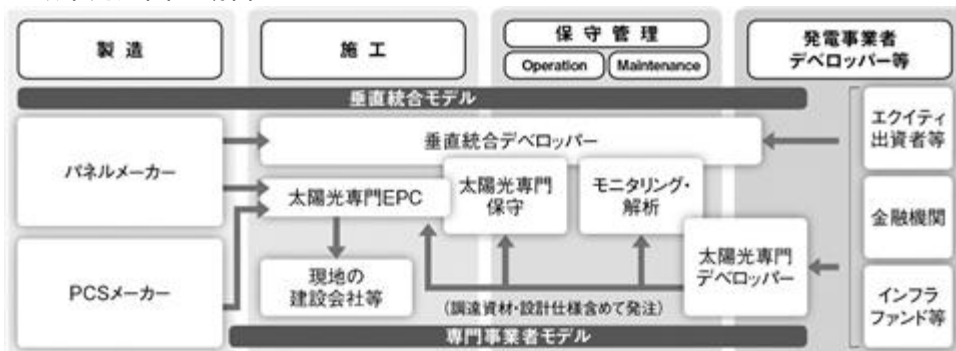 製造
施工
保守管理
Operation
Maintenance
発電事業者
デベロッパー等
垂直統合モデル
パネルメーカー
垂直統合デベロッパー
エクイティ
出資者等
太陽光専門EPC
太陽光専門
保守
モニタリング・
解析
金融機関
太陽光専門
デベロッパー
PCSメーカー
現地の
建設会社等
(調達資材・設計仕様含めて発注)
インフラ
ファンド等
専門事業者モデル